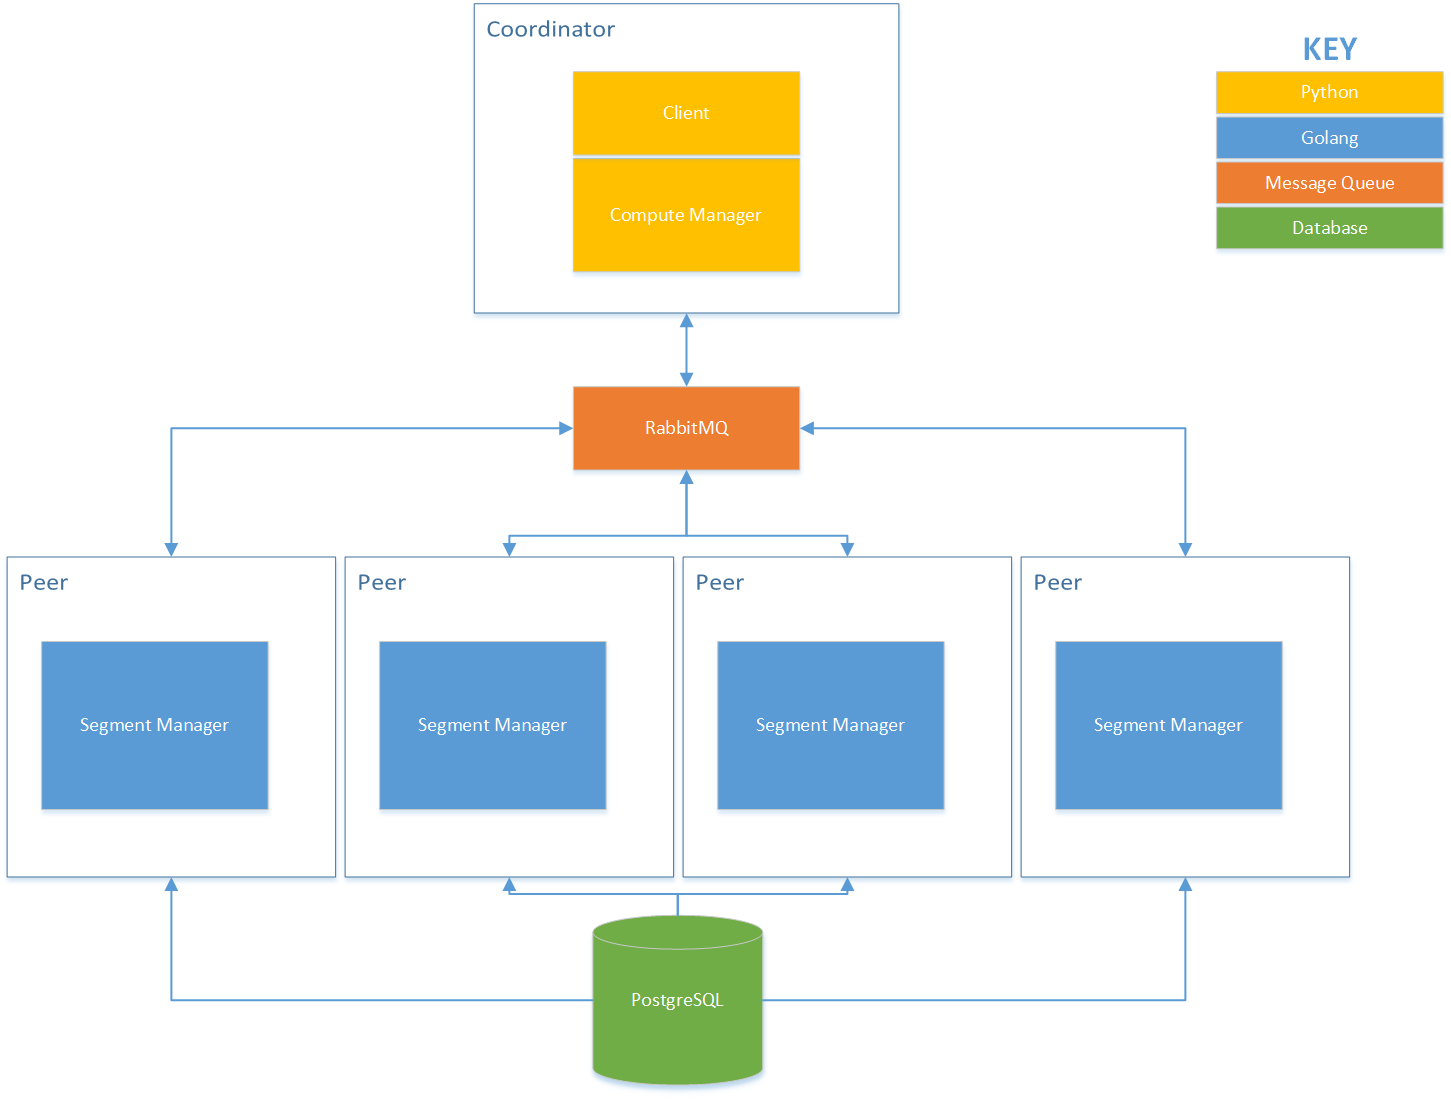 Coordinator
Client
Compute Manager
KEY
Python
Golang
Message Queue
Database
RabbitMQ
Peer
Segment Manager
Peer
Segment Manager
Peer
Segment Manager
Peer
Segment Manager
PostgreSQL